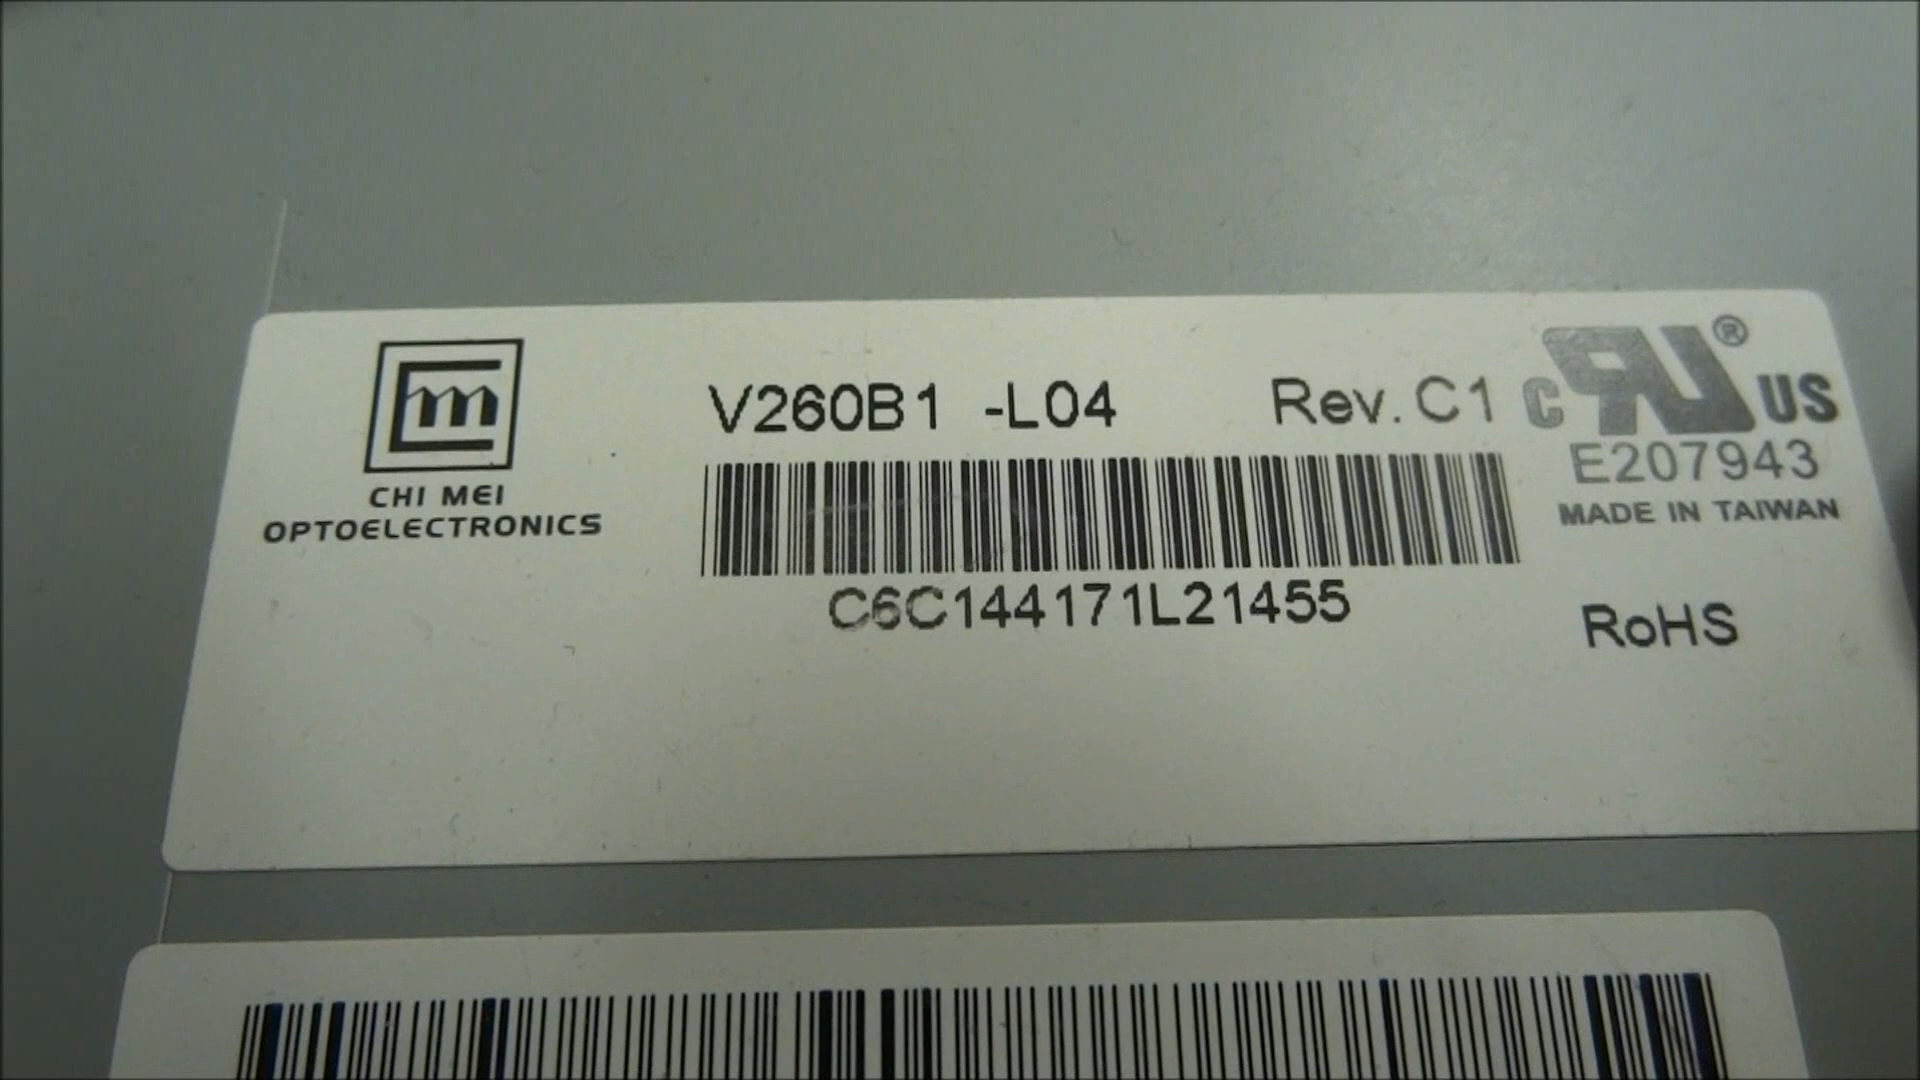 V260B1 -L04 Rev. C1
C US
®
E207943
MADE IN TAIWAN
CHI MEI
OPTOELECTRONICS
C6C144171L21455
RoHS